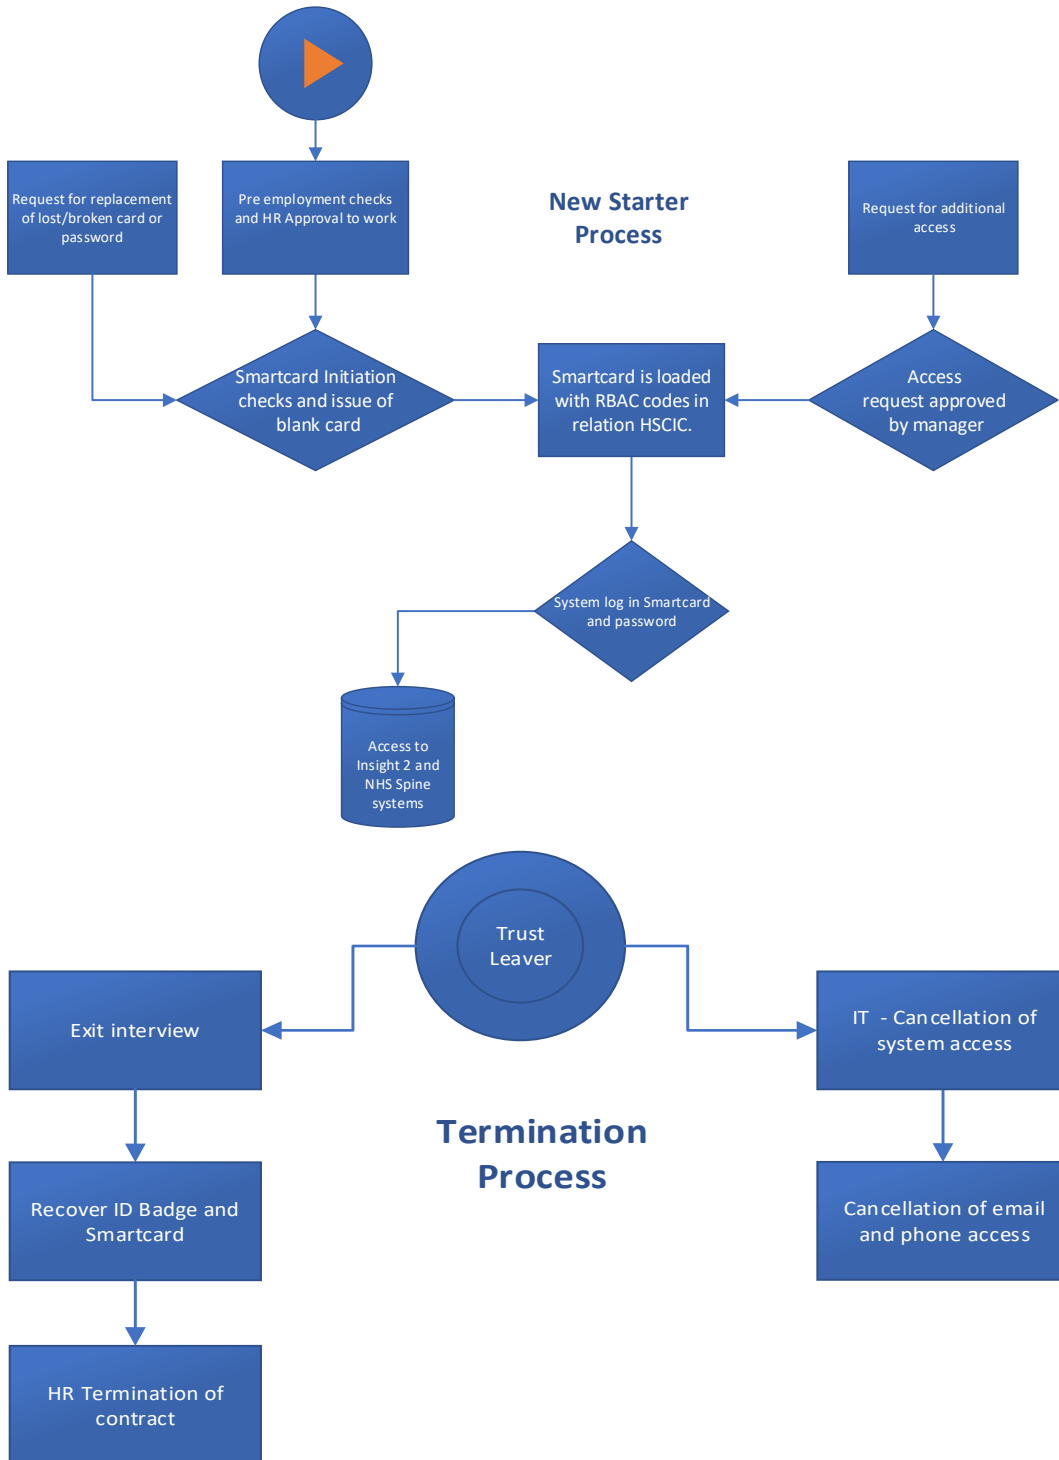 Request for replacement
of lost/broken card or
password
Pre employment checks
and HR Approval to work
New Starter
Process
Request for additional
access
Smartcard Initiation
checks and issue of
blank card
Smartcard is loaded
with RBAC codes in
relation HSCIC.
Access
request approved
by manager
System log in Smartcard
and password
Access to
Insight 2 and
NHS Spine
systems
Trust
Leaver
Exit interview
IT - Cancellation of
system access
Termination
Process
Recover ID Badge and
Smartcard
Cancellation of email
and phone access
HR Termination of
contract